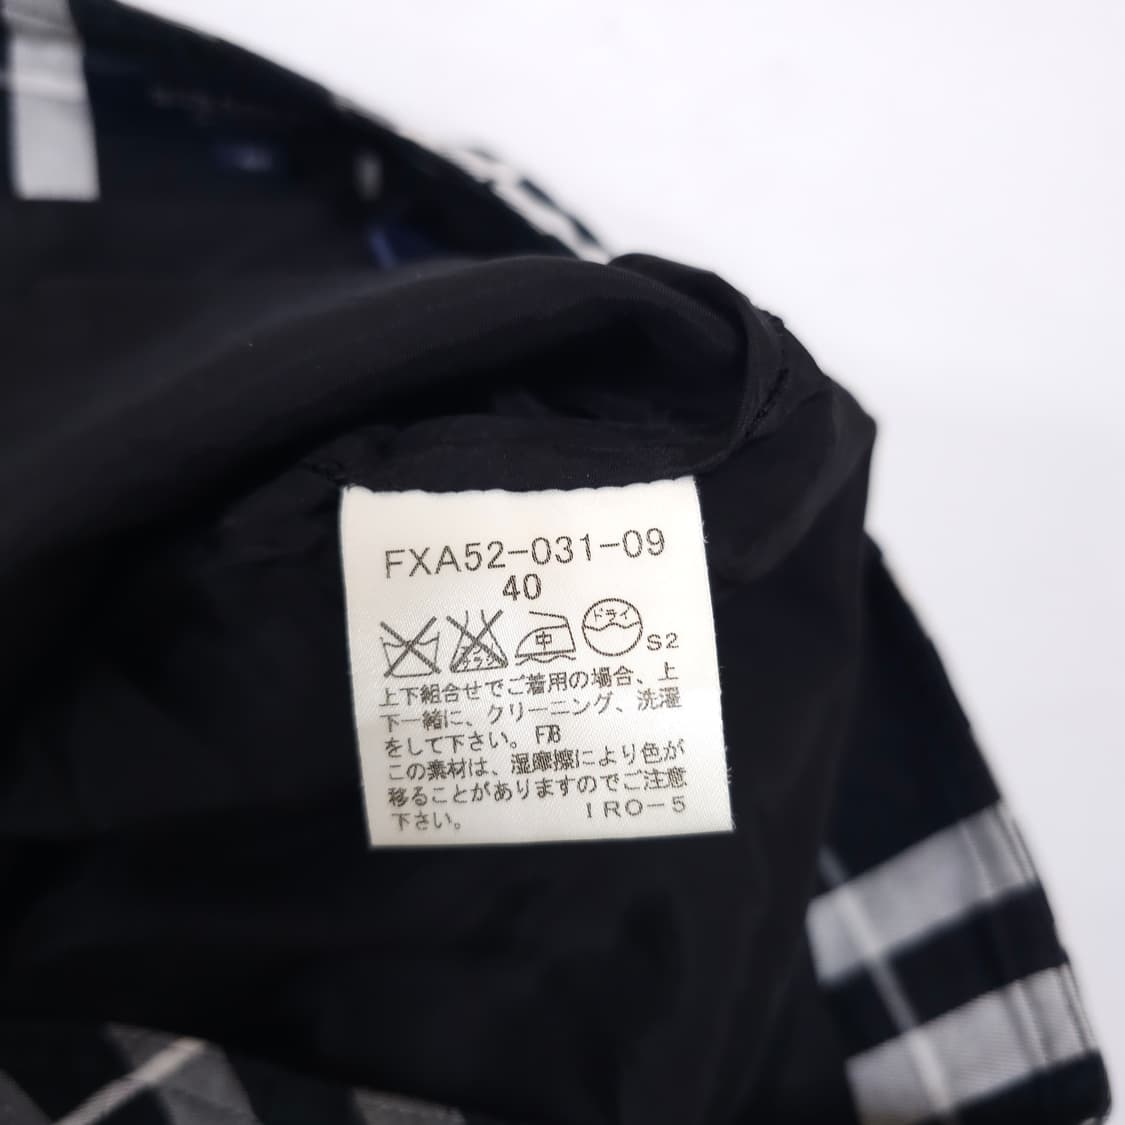 FXA52-031-09
40
中
ドライ
S2
上下組合せでご着用の場合、上
下一緒に、クリーニング、洗濯
をして下さい。 F7B
この素材は、湿摩擦により色が
移ることがありますのでご注意
下さい。 IRO-5